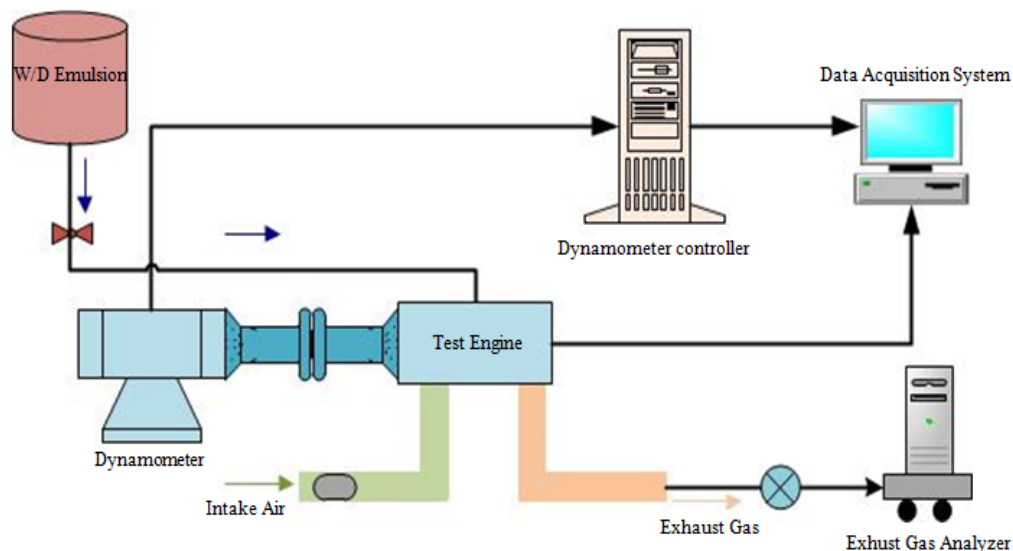 W/D Emulsion
Data Acquisition System
Dynamometer controller
Test Engine
Dynamometer
Intake Air
Exhaust Gas
Exhust Gas Analyzer